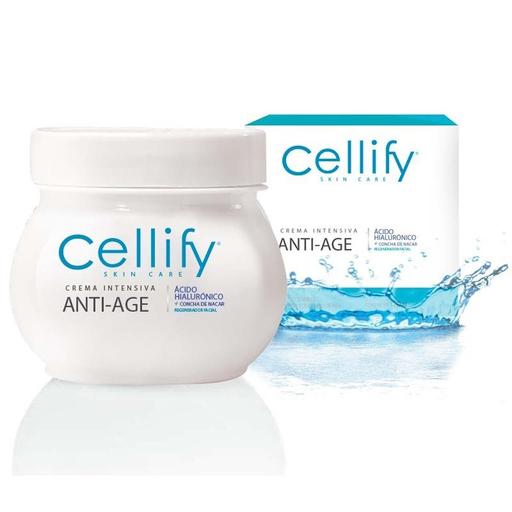 Cellify®
SKIN CARE
CREMA INTENSIVA
ANTI-AGE
ÁCIDO
HIALURÓNICO
+ CONCHA DE NACAR
REGENERADOR FACIAL
Cellify®
SKIN CARE
CREMA INTENSIVA
ANTI-AGE
ÁCIDO
HIALURÓNICO
+ CONCHA DE NACAR
REGENERADOR FACIAL